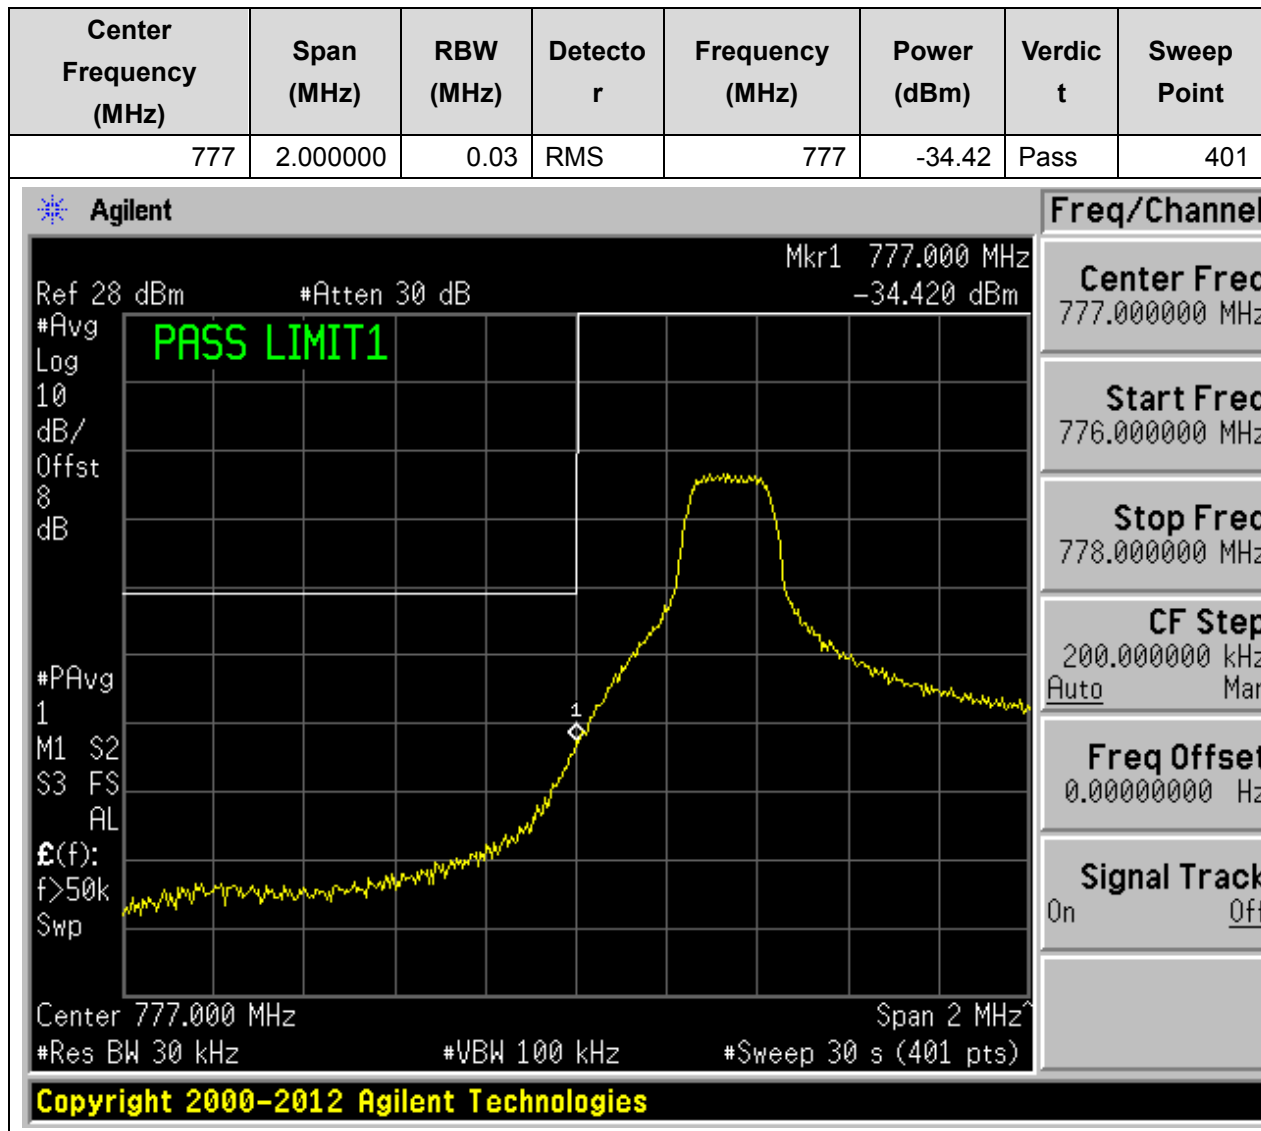 Center Frequency (MHz) Span (MHz) RBW (MHz) Detecto r Frequency (MHz) Power (dBm) Verdic t Sweep Point
777 2.000000 0.03 RMS 777 -34.42 Pass 401
Agilent Freq/Channel
Mkr1 777.000 MHz
Ref 28 dBm #Atten 30 dB -34.420 dBm
#Avg
Log
10
dB/
Offst
8
dB
PASS LIMIT1
#PAvg
1
M1 S2
S3 FS
AL
£(f):
f>50k
Swp
1
Center 777.000 MHz Span 2 MHz^
#Res BW 30 kHz #VBW 100 kHz #Sweep 30 s (401 pts)
Center Freq
777.000000 MHz
Start Freq
776.000000 MHz
Stop Freq
778.000000 MHz
CF Step
200.000000 kHz
Auto Man
Freq Offset
0.00000000 Hz
Signal Track
On Off
Copyright 2000-2012 Agilent Technologies